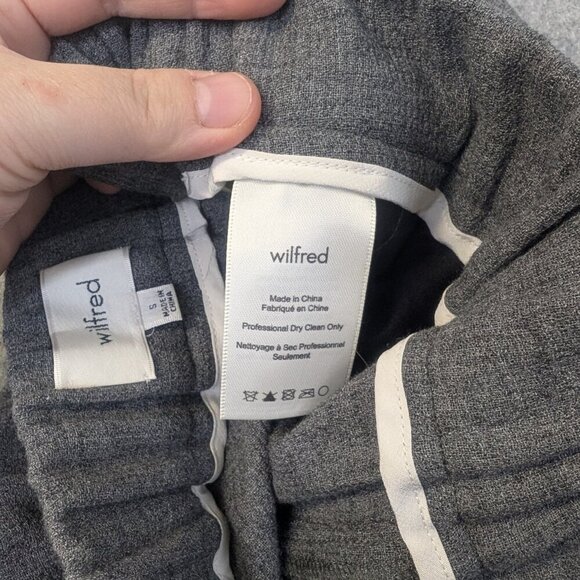 wilfred
S
MADE IN
CHINA
wilfred
Made in China
Fabriqué en Chine
Professional Dry Clean Only
Nettoyage à Sec Professionnel
Seulement